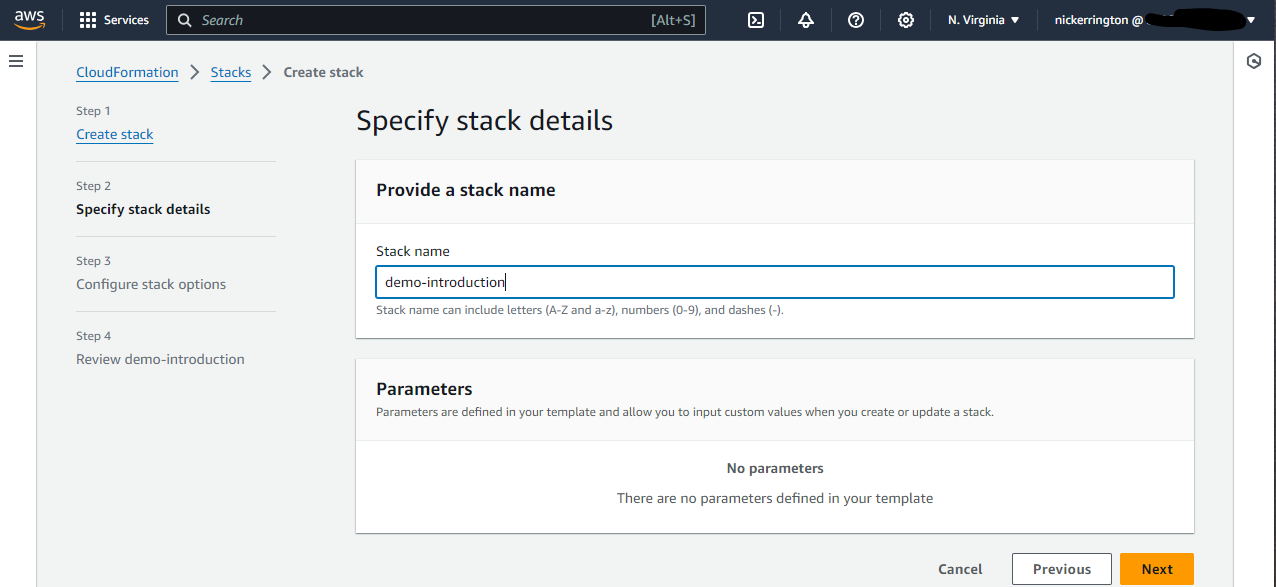 aws
Services
Search
[Alt+S]
N. Virginia
nickerrington @
CloudFormation
Stacks
Create stack
Step 1
Create stack
Step 2
Specify stack details
Step 3
Configure stack options
Step 4
Review demo-introduction
Specify stack details
Provide a stack name
Stack name
demo-introduction
Stack name can include letters (A-Z and a-z), numbers (0-9), and dashes (-).
Parameters
Parameters are defined in your template and allow you to input custom values when you create or update a stack.
No parameters
There are no parameters defined in your template
Cancel
Previous
Next